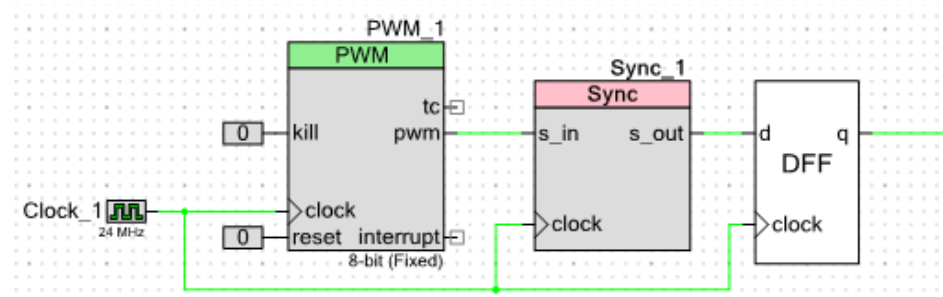 PWM_1
PWM
tc
0 kill pwm
Clock_1
24 MHz
clock
0 reset interrupt
8-bit (Fixed)
Sync_1
Sync
s_in s_out
clock
d q
DFF
clock